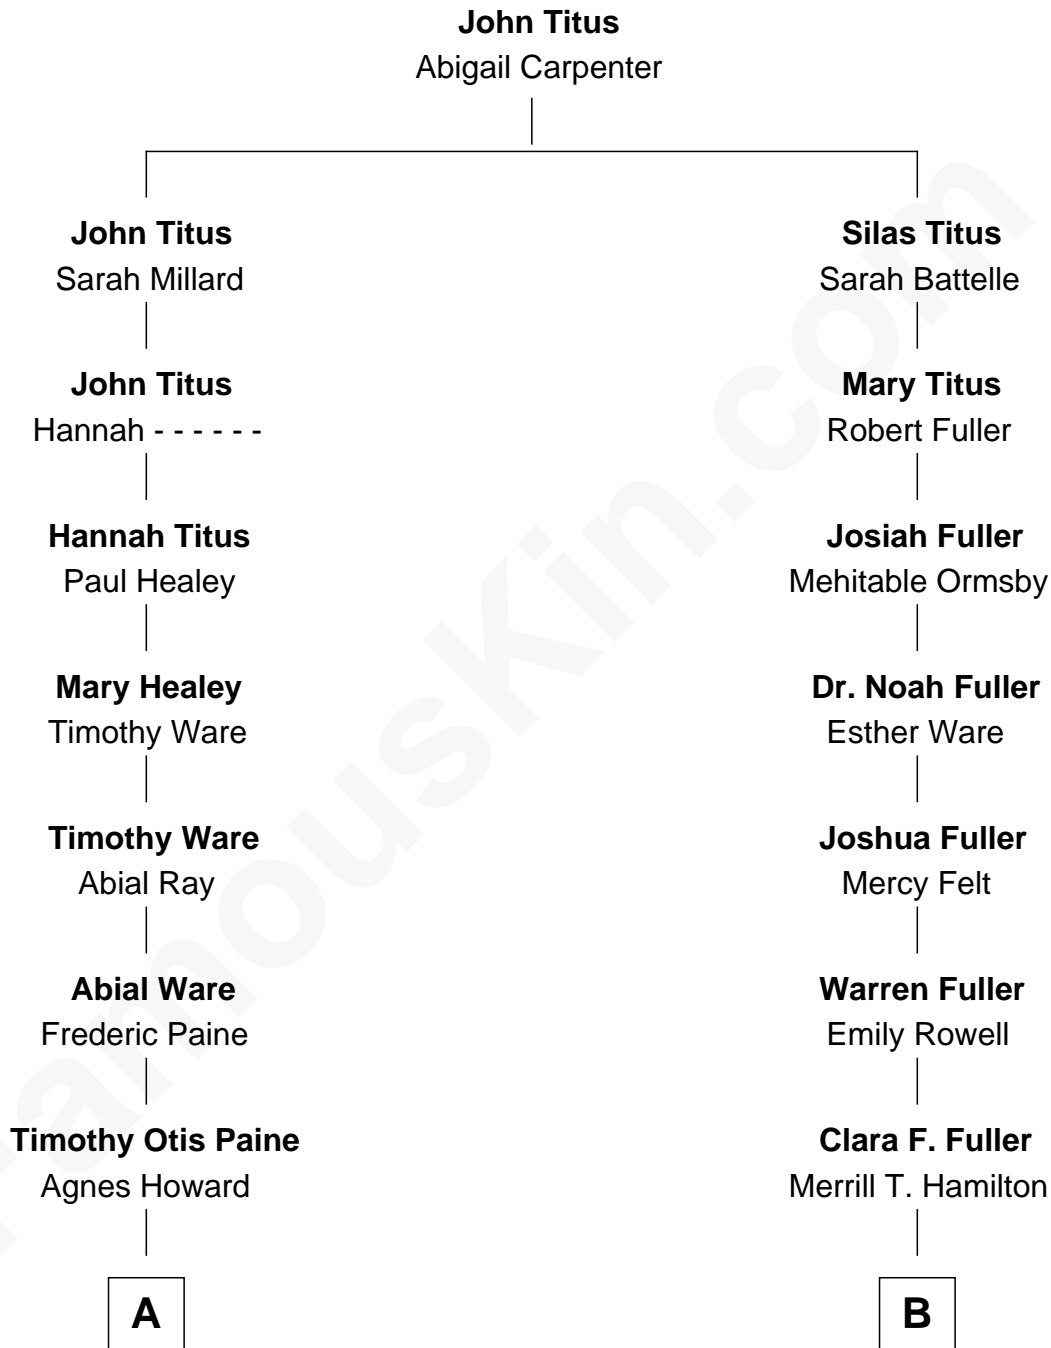 John Titus
Abigail Carpenter
John Titus
Sarah Millard
John Titus
Hannah - - - - - -
Hannah Titus
Paul Healey
Mary Healey
Timothy Ware
Timothy Ware
Abial Ray
Abial Ware
Frederic Paine
Timothy Otis Paine
Agnes Howard
A
Silas Titus
Sarah Battelle
Mary Titus
Robert Fuller
Josiah Fuller
Mehitable Ormsby
Dr. Noah Fuller
Esther Ware
Joshua Fuller
Mercy Felt
Warren Fuller
Emily Rowell
Clara F. Fuller
Merrill T. Hamilton
B
FamousKin.com